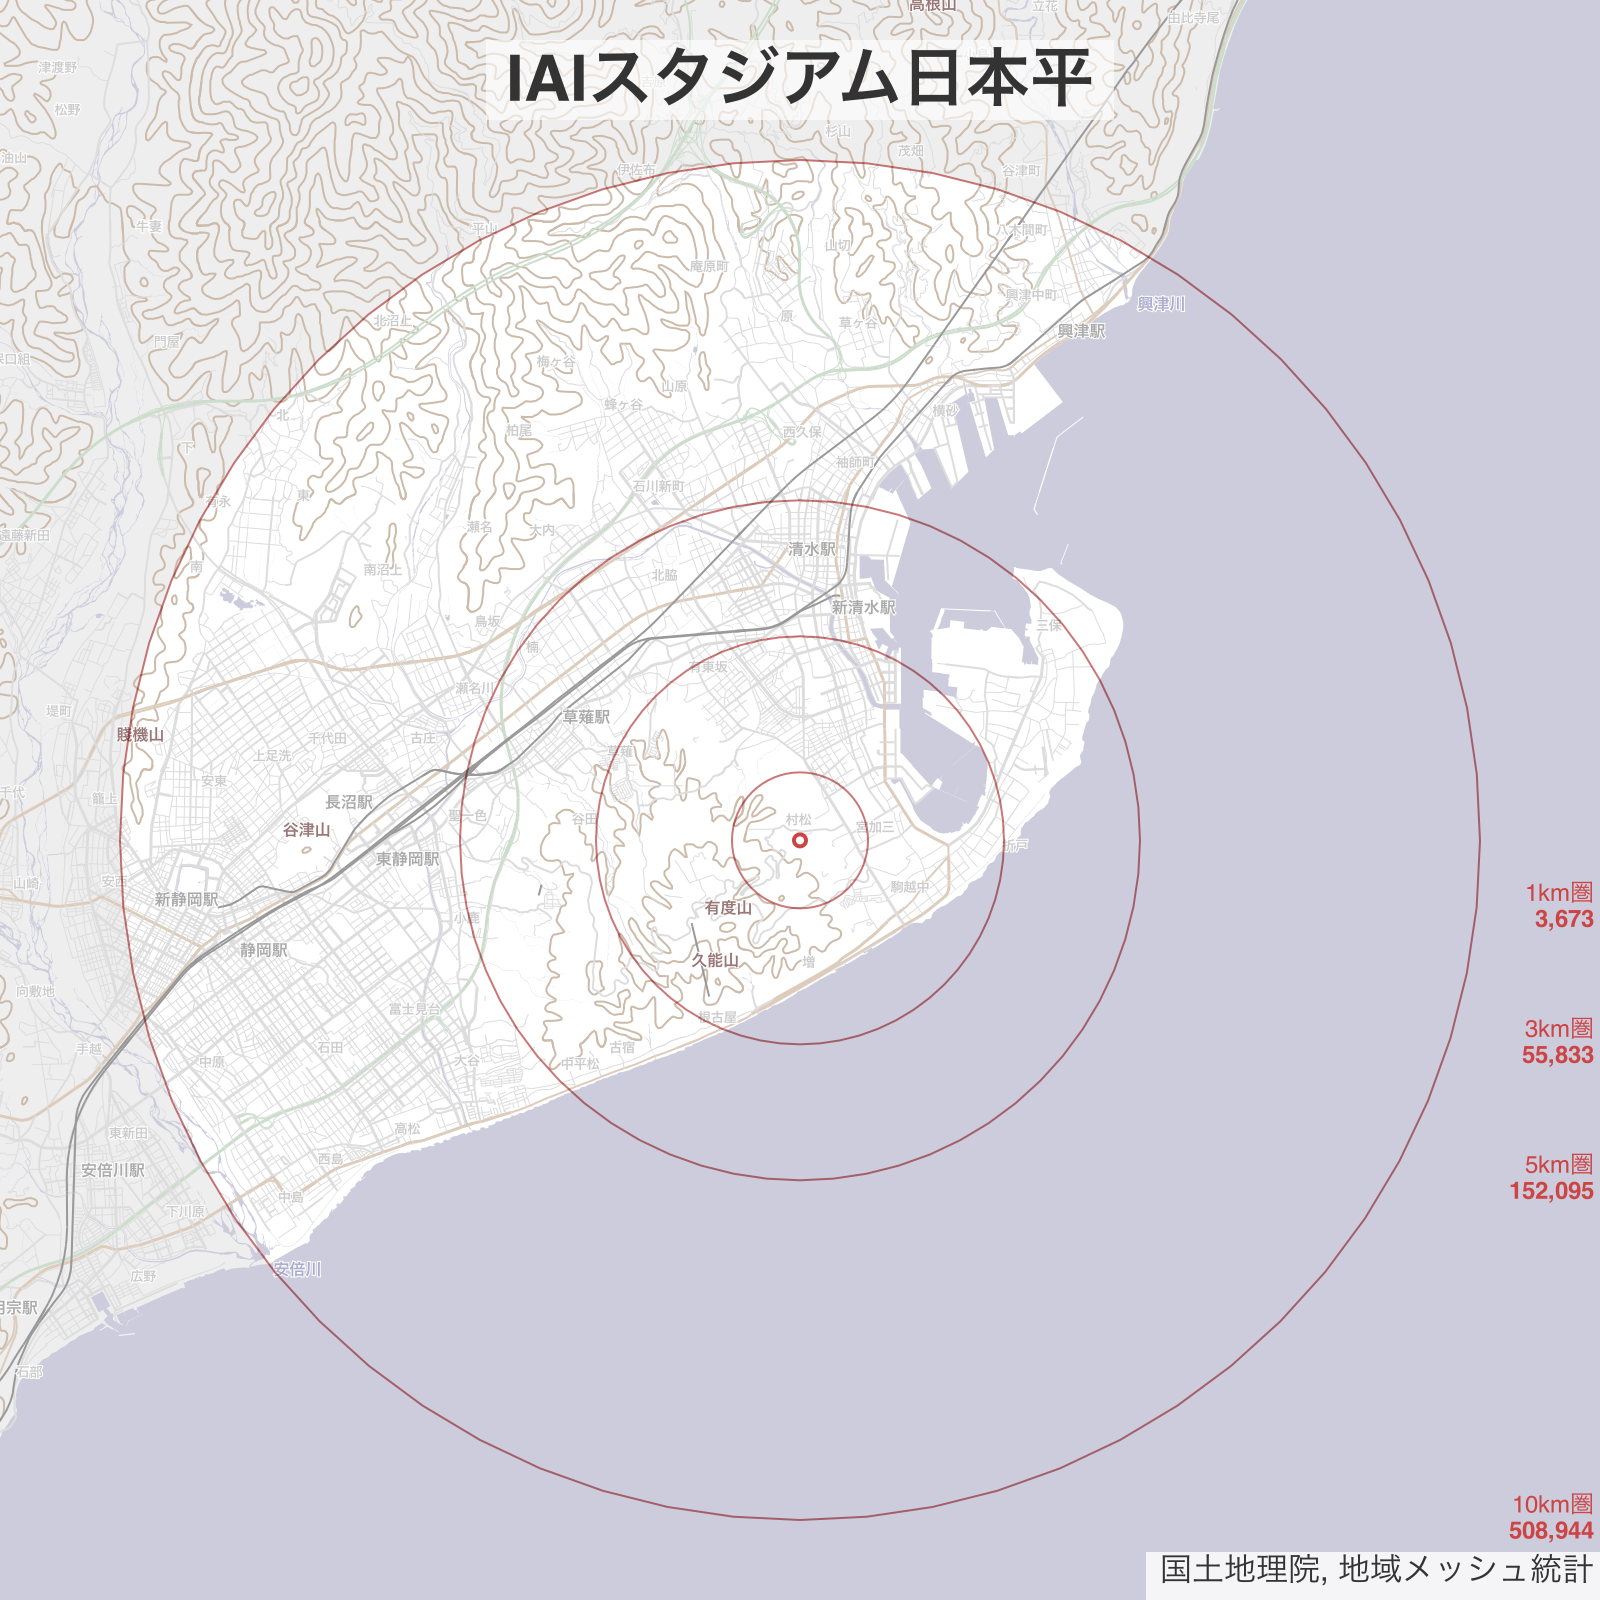 高根山
立花
由比寺尾
IAIスタジアム日本平
津渡野
松野
杉山
油山
茂畑
伊佐布
谷津町
牛妻
平山
八木間町
山切
庵原町
興津中町
興津川
北沼上
原
草ヶ谷
興津駅
門屋
俣口組
梅ヶ谷
山原
蜂ヶ谷
横砂
北
柏尾
西久保
下
袖師町
石川新町
東
有永
瀬名
大内
遠藤新田
清水駅
南
南沼上
北脇
新清水駅
鳥坂
三保
楠
有東坂
瀬名川
堤町
草薙駅
賤機山
千代田
古庄
上足洗
草薙
安東
千代
籠上
長沼駅
聖一色
谷田
村松
宮加三
谷津山
折戸
東静岡駅
山崎
安西
駒越中
1km圏
3,673
新静岡駅
有度山
小鹿
静岡駅
久能山
増
向敷地
富士見台
根古屋
3km圏
55,833
手越
石田
古宿
中原
大谷
中平松
東新田
高松
西島
安倍川駅
5km圏
152,095
中島
下川原
安倍川
広野
用宗駅
石部
10km圏
508,944
国土地理院, 地域メッシュ統計